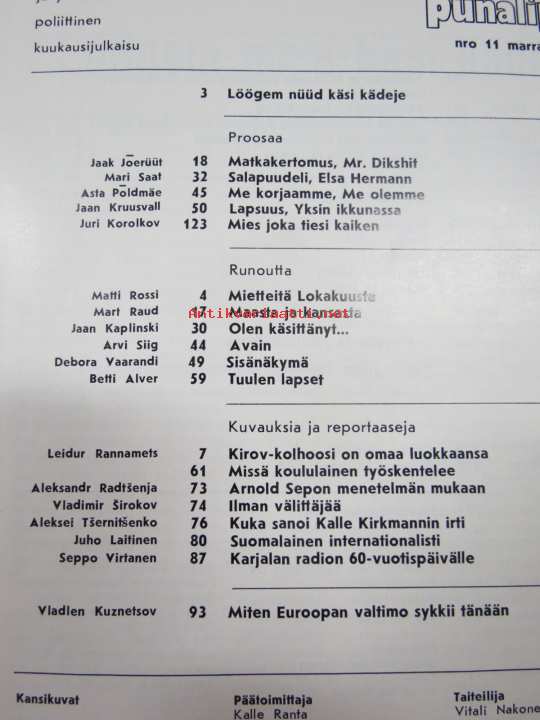 poliittinen
kuukausijulkaisu
punalip
nro 11 marra
3 Löögem nüüd käsi kädeje
Proosaa
Jaak Jõerüüt 18 Matkakertomus, Mr. Dikshit
Mari Saat 32 Salapuudeli, Elsa Hermann
Asta Põldmäe 45 Me korjaamme, Me olemme
Jaan Kruusvall 50 Lapsuus, Yksin ikkunassa
Juri Korolkov 123 Mies joka tiesi kaiken
Runoutta
Matti Rossi 4 Mietteitä Lokakuusta
Mart Raud 17 Maasta ja kansasta
Jaan Kaplinski 30 Olen käsittänyt...
Arvi Siig 44 Avain
Debora Vaarandi 49 Sisänäkymä
Betti Alver 59 Tuulen lapset
Kuvauksia ja reportaaseja
Leidur Rannamets 7 Kirov-kolhoosi on omaa luokkaansa
61 Missä koululainen työskentelee
Aleksandr Radtšenja 73 Arnold Sepon menetelmän mukaan
Vladimir Širokov 74 Ilman välittäjää
Aleksei Tšernitšenko 76 Kuka sanoi Kalle Kirkmannin irti
Juho Laitinen 80 Suomalainen internationalisti
Seppo Virtanen 87 Karjalan radion 60-vuotispäivälle
Vladlen Kuznetsov 93 Miten Euroopan valtimo sykkii tänään
Kansikuvat
Päätoimittaja
Kalle Ranta
Taiteilija
Vitali Nakone